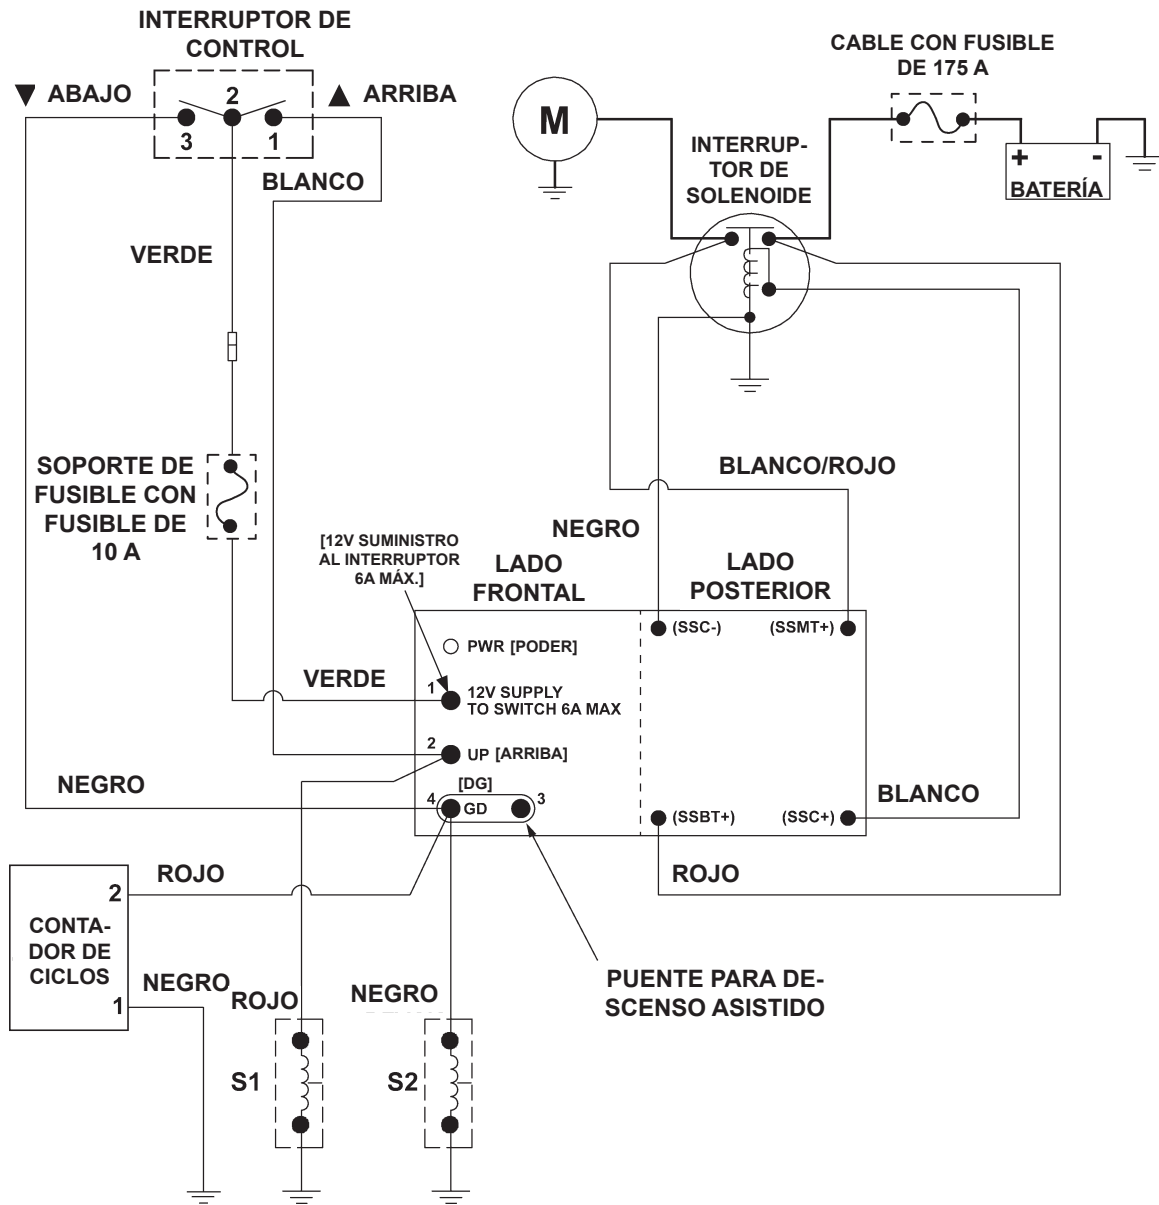 INTERRUPTOR DE
CONTROL
▼ ABAJO
2
3
1
▲ ARRIBA
BLANCO
VERDE
M
CABLE CON FUSIBLE
DE 175 A
+
-
BATERÍA
INTERRUP-
TOR DE
SOLENOIDE
SOPORTE DE
FUSIBLE CON
FUSIBLE DE
10 A
BLANCO/ROJO
NEGRO
[12V SUMINISTRO
AL INTERRUPTOR
6A MÁX.]
LADO
FRONTAL
LADO
POSTERIOR
(SSC-)
(SSMT+)
PWR [PODER]
VERDE
1
12V SUPPLY
TO SWITCH 6A MAX
2
UP [ARRIBA]
NEGRO
[DG]
4
GD
3
BLANCO
(SSBT+)
(SSC+)
ROJO
ROJO
2
CONTA-
DOR DE
CICLOS
1
NEGRO
ROJO
NEGRO
PUENTE PARA DE-
SCENSO ASISTIDO
S1
S2